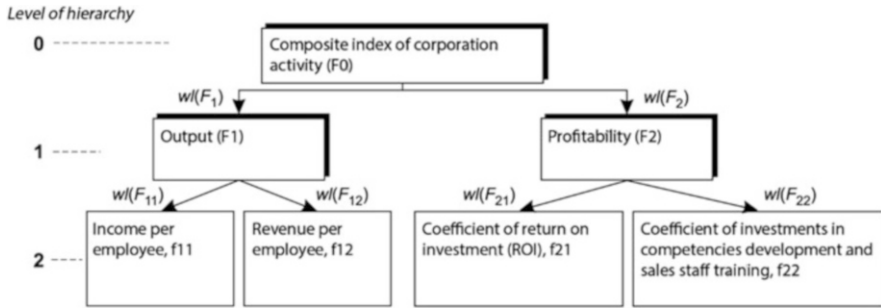 Level of hierarchy
0
Composite index of corporation
activity (F0)
wl(F1)
wl(F2)
1
Output (F1)
Profitability (F2)
wl(F11)
wl(F12)
wl(F21)
wl(F22)
2
Income per
employee, f11
Revenue per
employee, f12
Coefficient of return on
investment (ROI), f21
Coefficient of investments in
competencies development and
sales staff training, f22